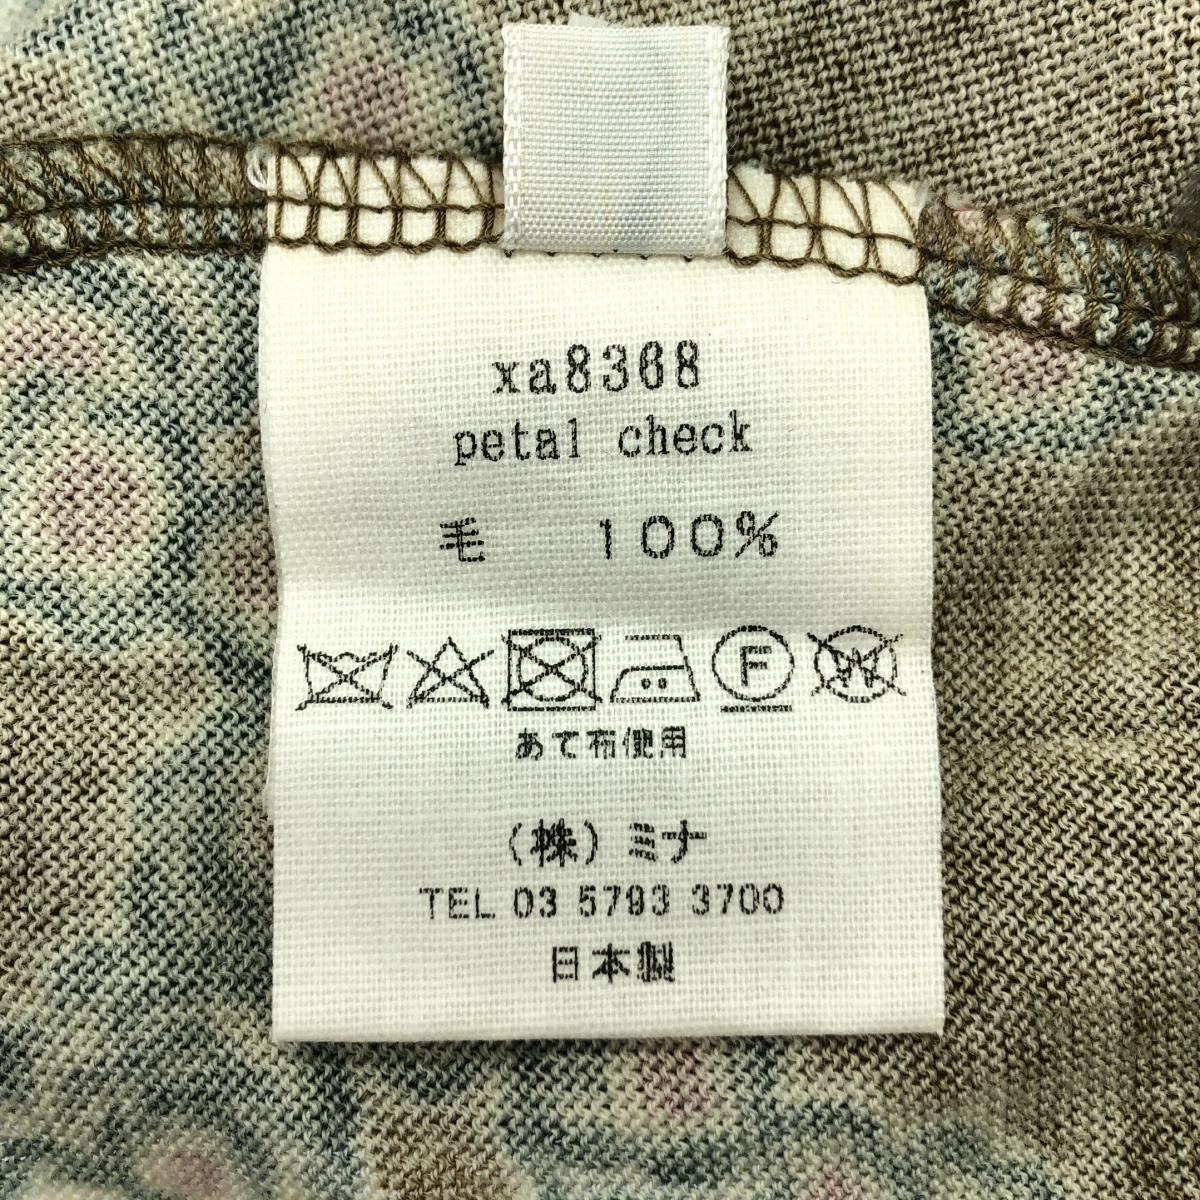 xa8368
petal check
毛 100%
F W
あて布使用
(株)ミナ
TEL 03 5793 3700
日本製